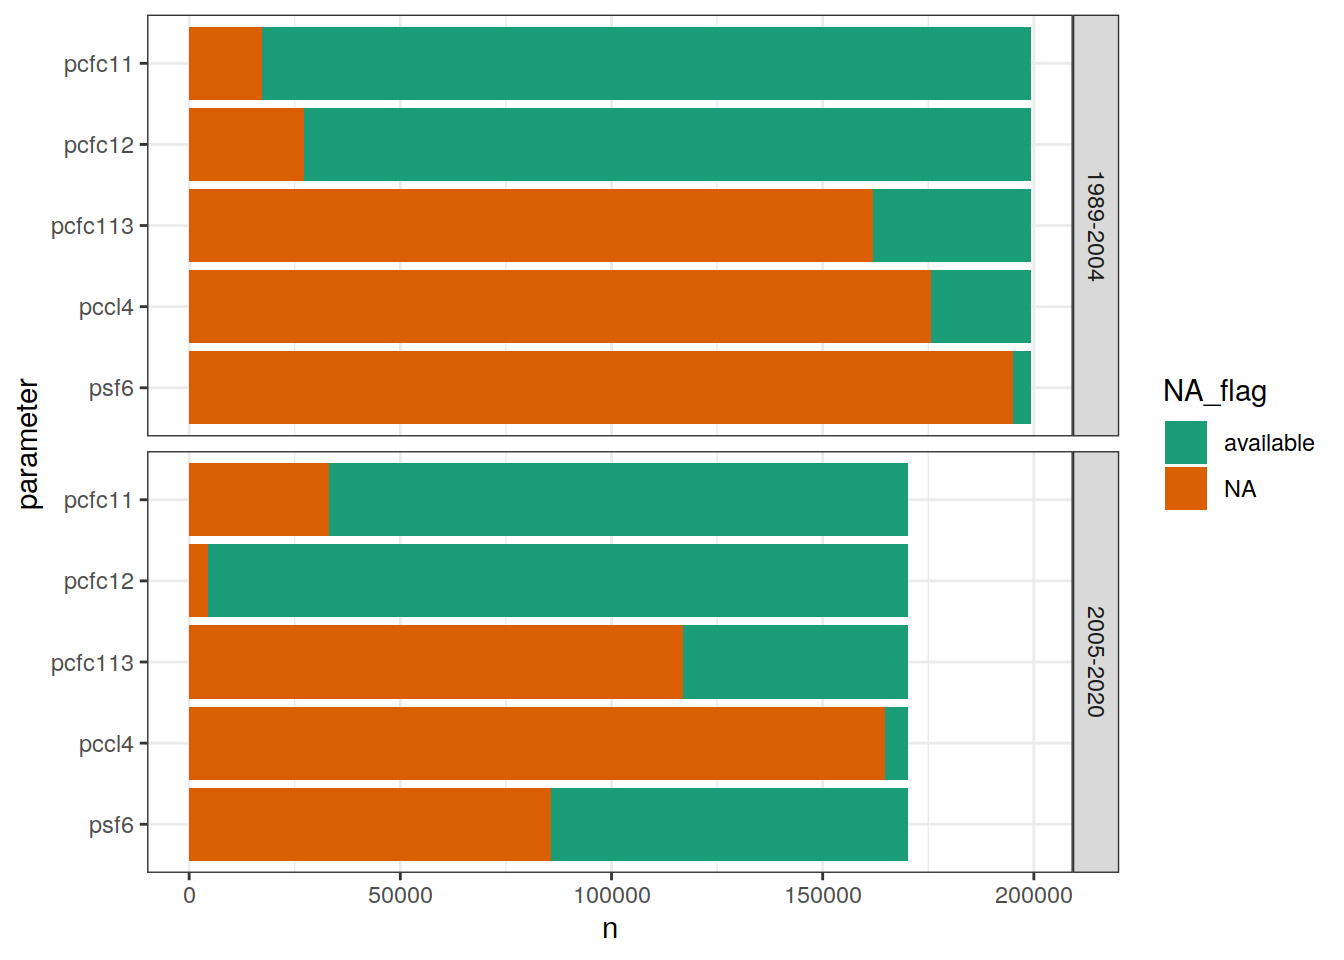 pcfc11
pcfc12
pcfc113
pccl4
psf6
1989-2004
pcfc11
pcfc12
pcfc113
pccl4
psf6
2005-2020
parameter
0
50000
100000
150000
200000
n
NA_flag
available
NA